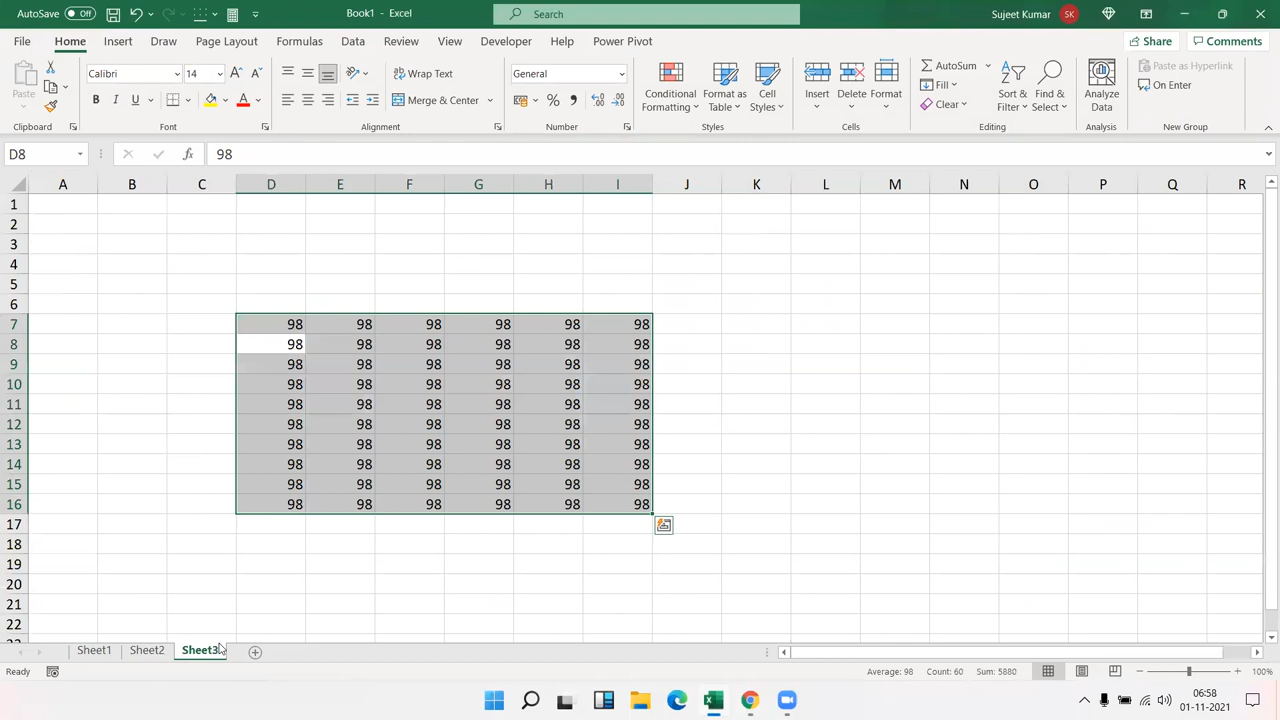 AutoSave Off Book1 - Excel Search Sujeet Kumar SK
File Home Insert Draw Page Layout Formulas Data Review View Developer Help Power Pivot Share Comments
Paste Calibri 14 Wrap Text General Conditional Formatting Format as Table Cell Styles Insert Delete Format AutoSum Sort & Filter Find & Select Analyze Data Paste as Hyperlink
B I U Merge & Center Fill On Enter
Clear
Clipboard Font Alignment Number Styles Cells Editing Analysis New Group
D8 fx 98
A B C D E F G H I J K L M N O P Q R
1
2
3
4
5
6
7 98 98 98 98 98 98
8 98 98 98 98 98 98
9 98 98 98 98 98 98
10 98 98 98 98 98 98
11 98 98 98 98 98 98
12 98 98 98 98 98 98
13 98 98 98 98 98 98
14 98 98 98 98 98 98
15 98 98 98 98 98 98
16 98 98 98 98 98 98
17
18
19
20
21
22
Sheet1 Sheet2 Sheet3
Ready Average: 98 Count: 60 Sum: 5880 100%
06:58
01-11-2021